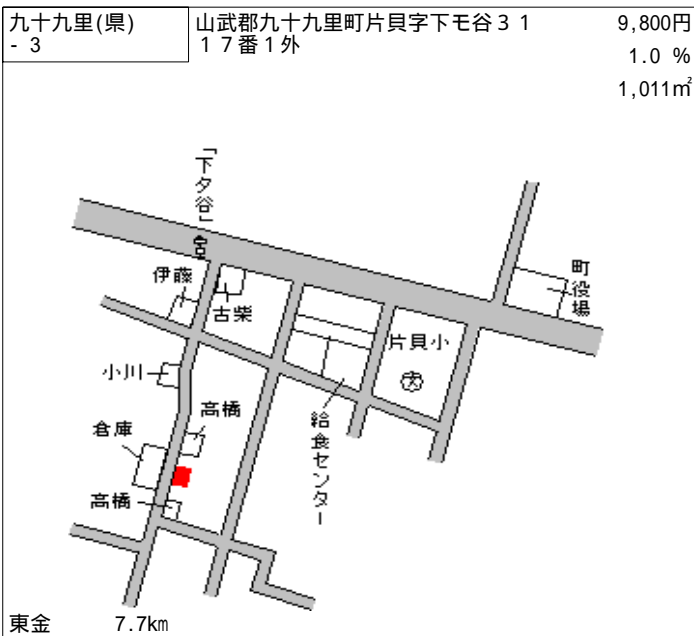 九十九里(県)
- 3
山武郡九十九里町片貝字下モ谷31
17番1外
9,800円
1.0 %
1,011㎡
「下タ谷」
伊藤
古柴
町役場
片貝小
小川
高橋
給食センター
倉庫
高橋
東金 7.7km